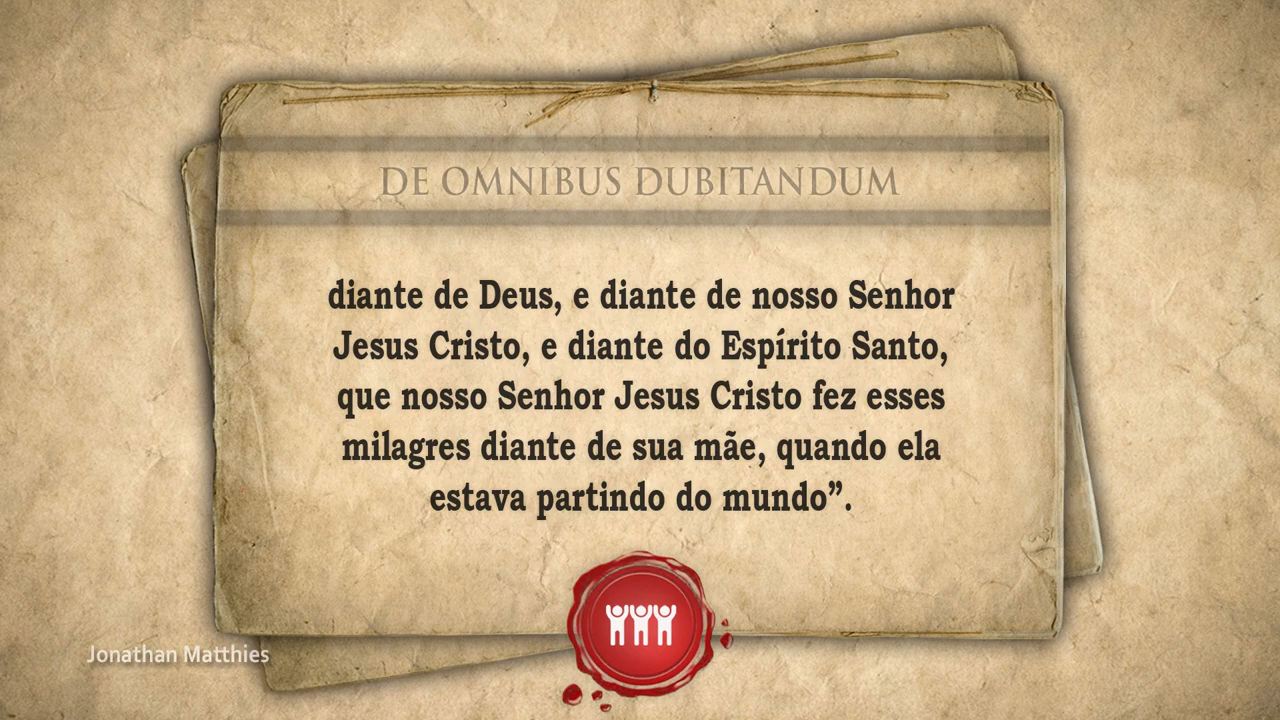 DE OMNIBUS DUBITANDUM
diante de Deus, e diante de nosso Senhor
Jesus Cristo, e diante do Espírito Santo,
que nosso Senhor Jesus Cristo fez esses
milagres diante de sua mãe, quando ela
estava partindo do mundo”.
Jonathan Matthies